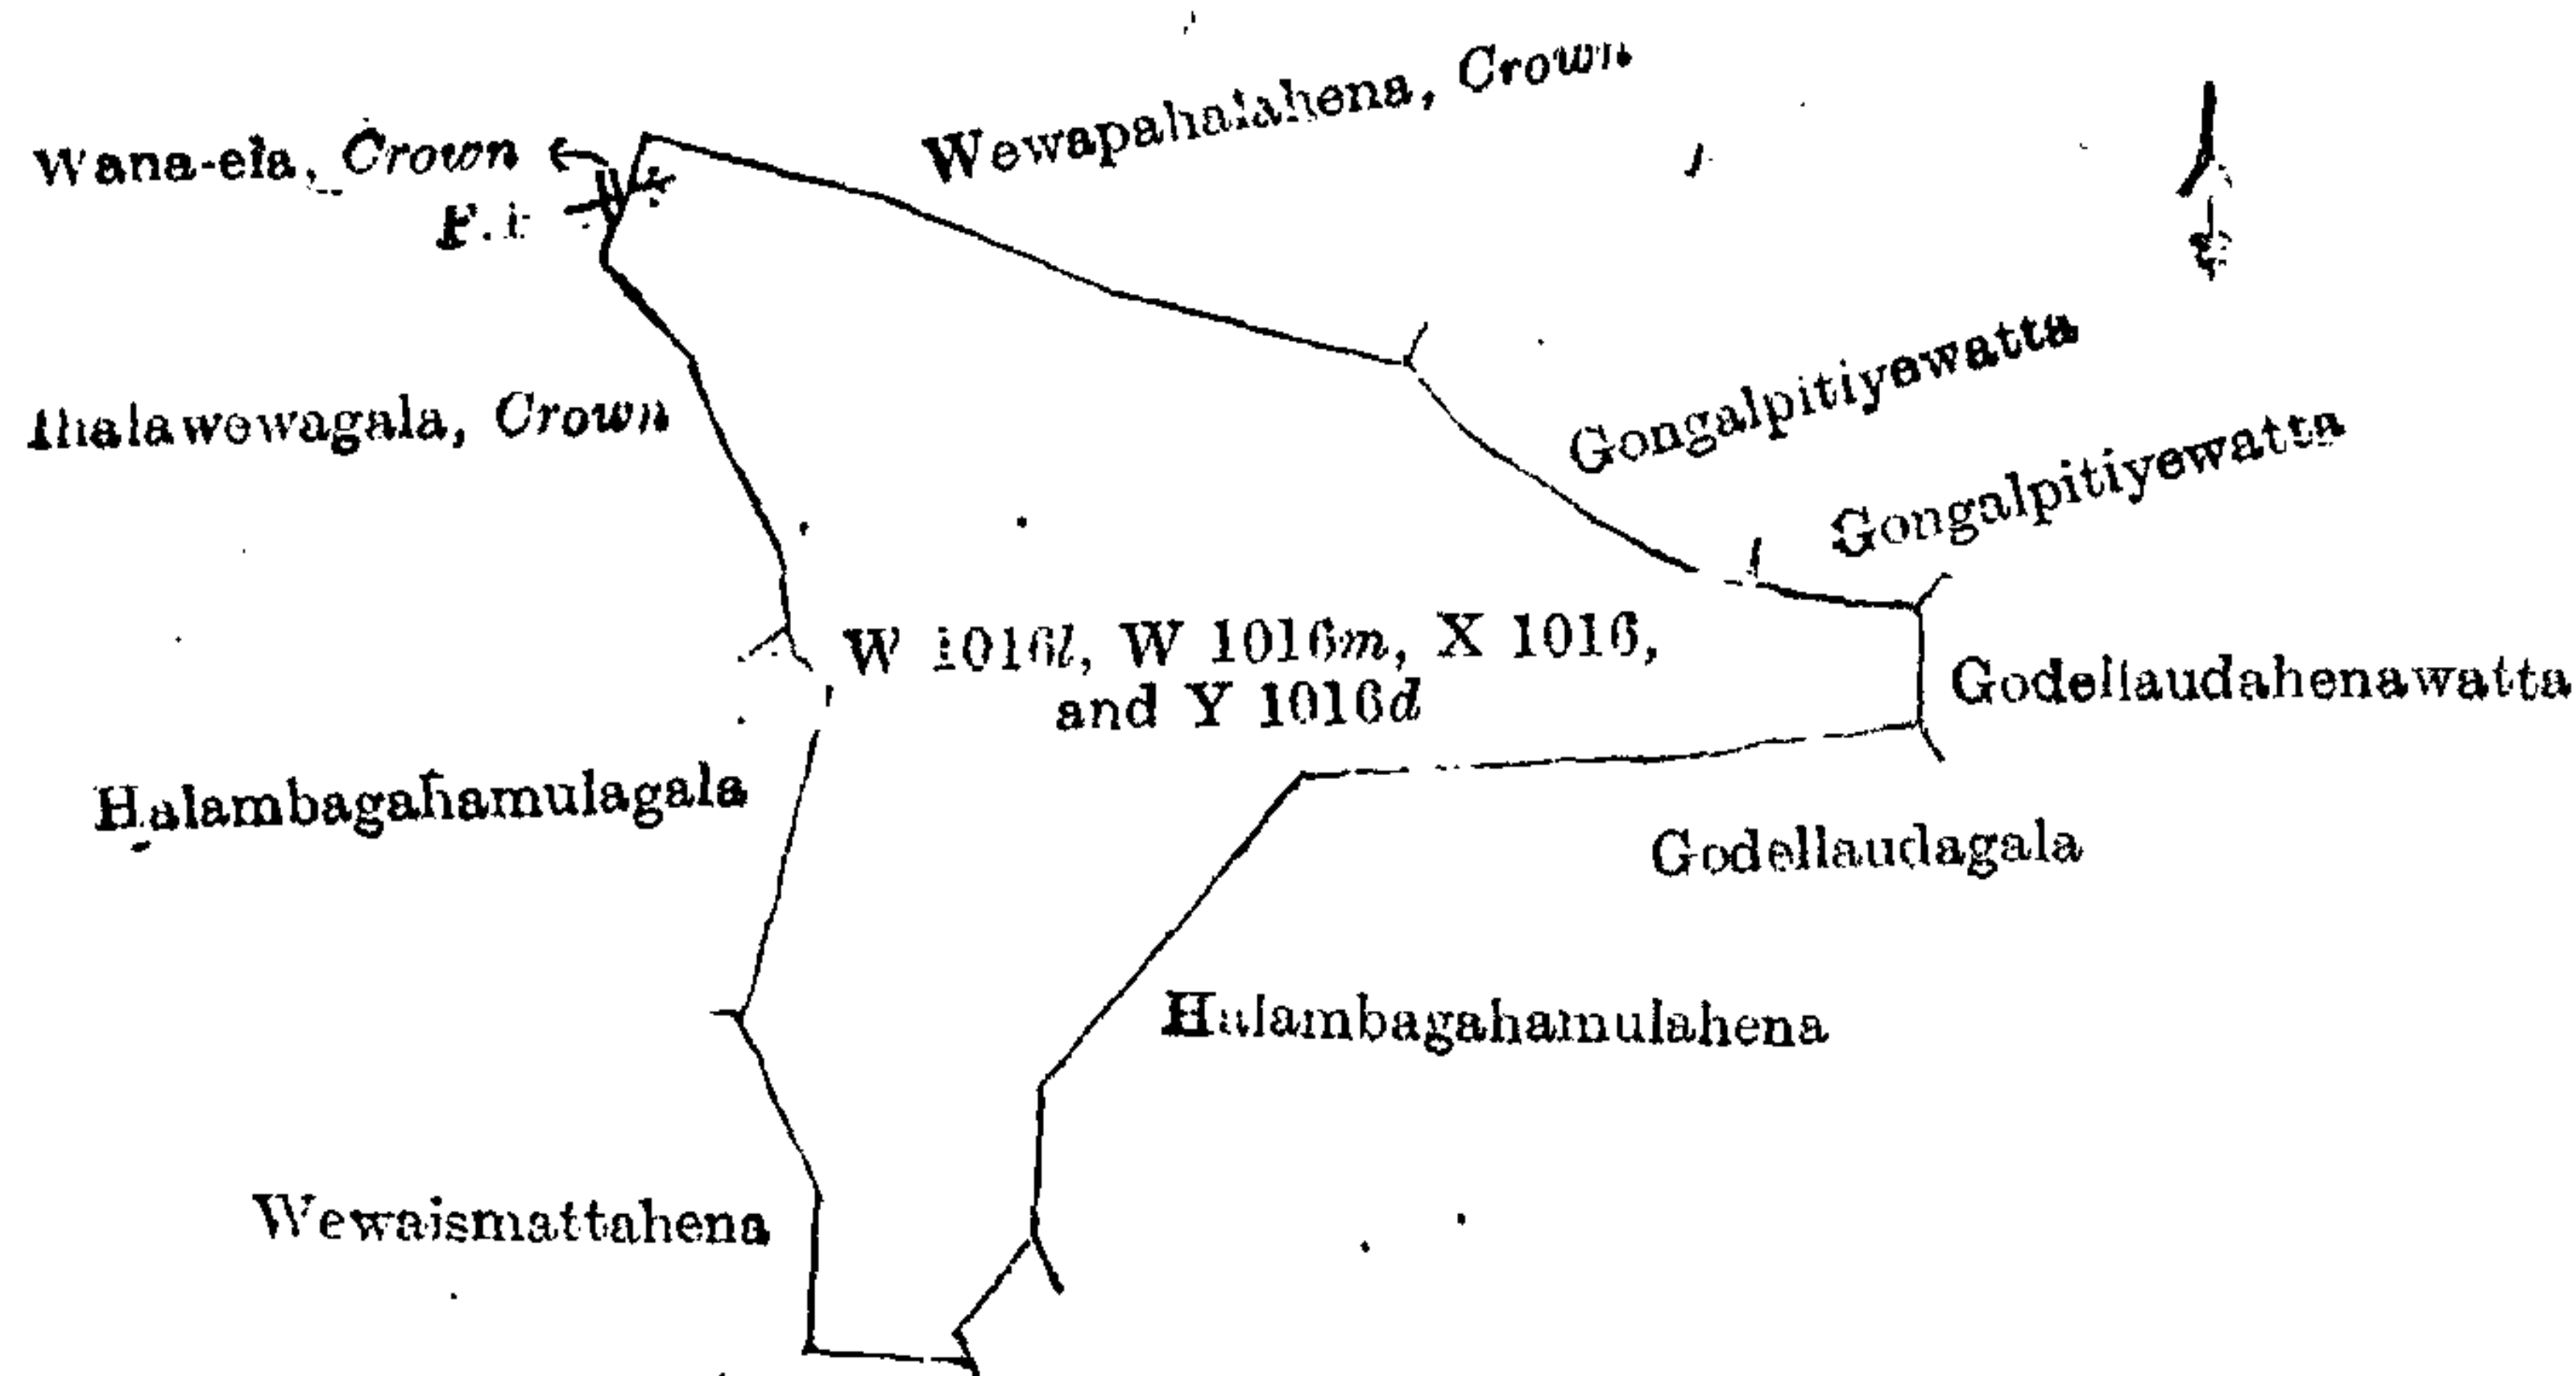 Wewapahalahena, Crown
Wana-ela, Crown
Gongalpitiyewatta
Ihalawewagala, Crown
Gongalpitiyewatta
W 1016l, W 1016m, X 1016,
and Y 1016d
Godellaudahenawatta
Halambagahamulagala
Godellaudagala
Halambagahamulahena
Wewaismattahena